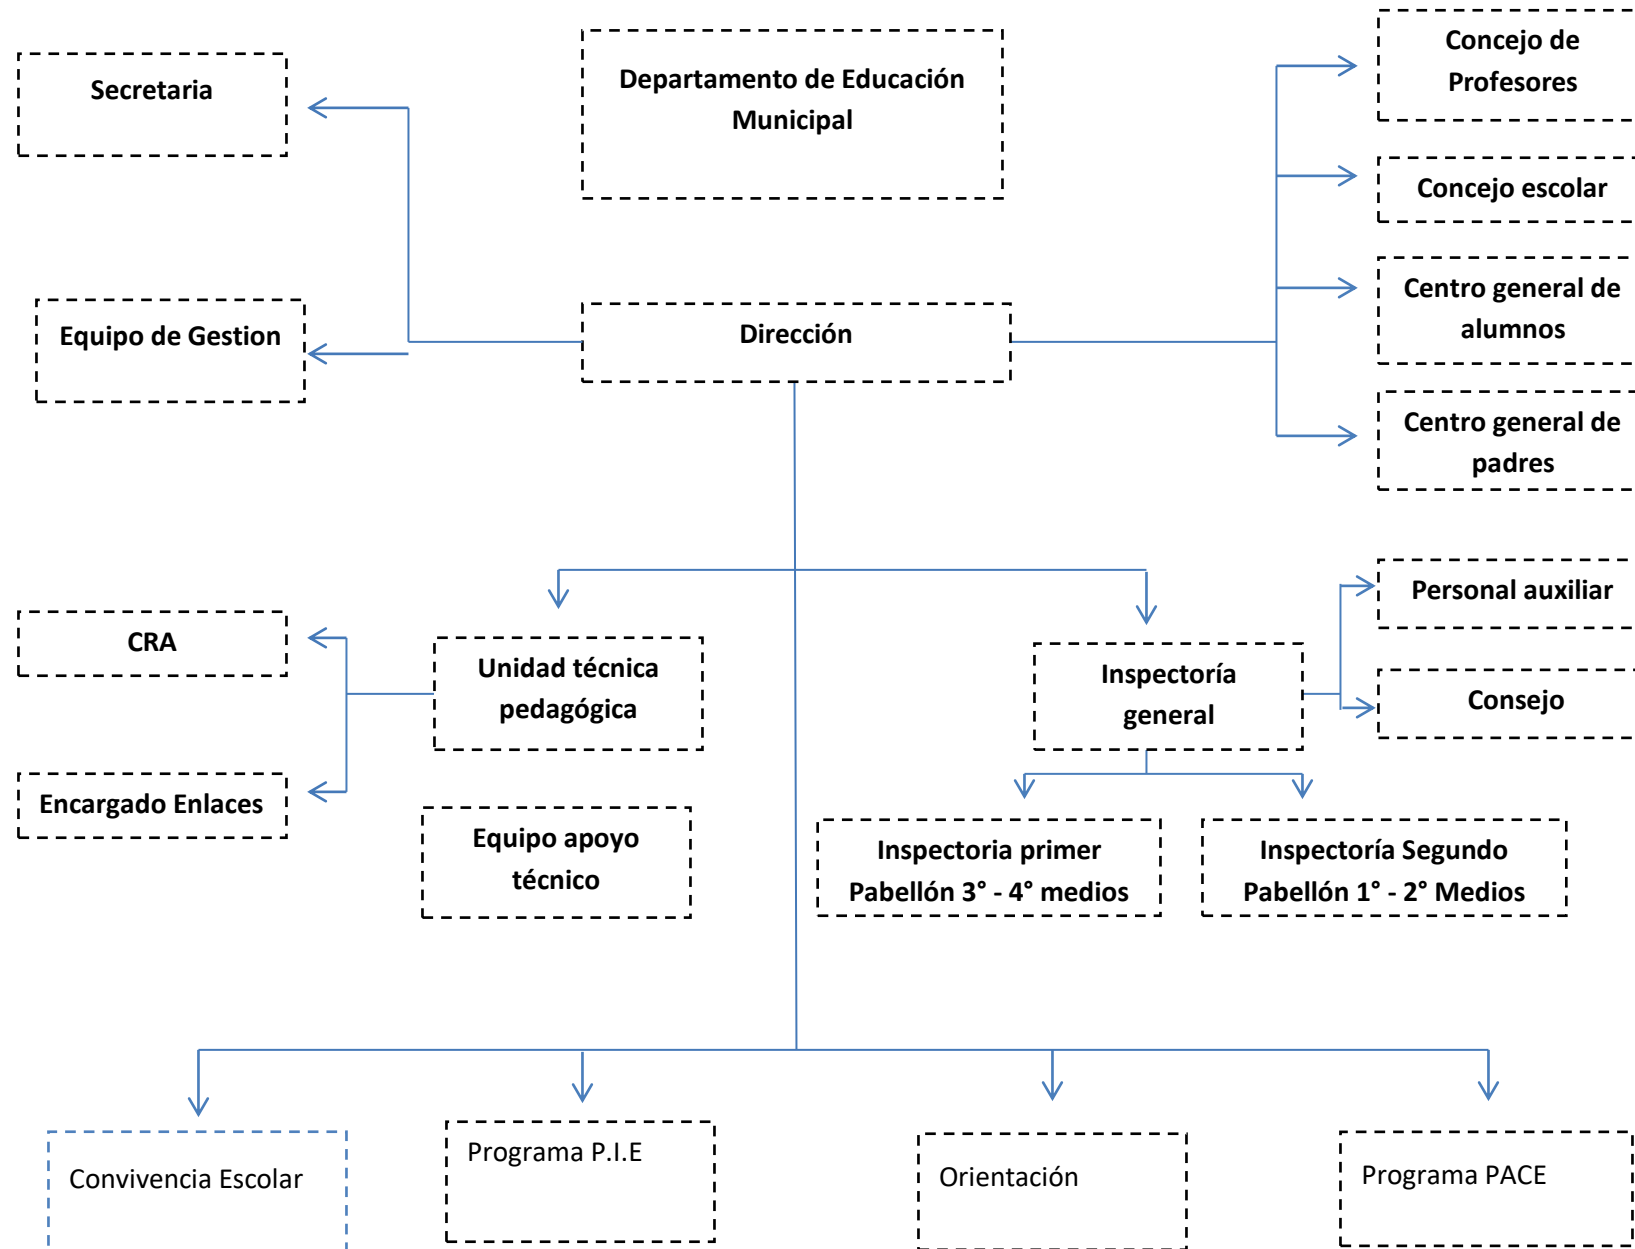 Secretaria
Departamento de Educación
Municipal
Concejo de
Profesores
Concejo escolar
Centro general de
alumnos
Equipo de Gestion
Dirección
Centro general de
padres
CRA
Unidad técnica
pedagógica
Inspectoría
general
Personal auxiliar
Consejo
Encargado Enlaces
Equipo apoyo
técnico
Inspectoria primer
Pabellón 3° - 4° medios
Inspectoría Segundo
Pabellón 1° - 2° Medios
Convivencia Escolar
Programa P.I.E
Orientación
Programa PACE